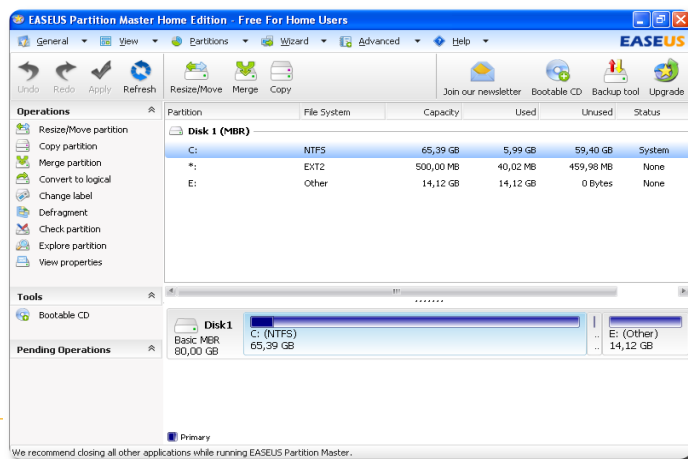 EASEUS Partition Master Home Edition - Free For Home Users
General View Partitions Wizard Advanced Help EASEUS
Undo Redo Apply Refresh Resize/Move Merge Copy Join our newsletter Bootable CD Backup tool Upgrade
Operations
Resize/Move partition
Copy partition
Merge partition
Convert to logical
Change label
Defragment
Check partition
Explore partition
View properties
Tools
Bootable CD
Pending Operations
Partition File System Capacity Used Unused Status
Disk 1 (MBR)
C: NTFS 65,39 GB 5,99 GB 59,40 GB System
*: EXT2 500,00 MB 40,02 MB 459,98 MB None
E: Other 14,12 GB 14,12 GB 0 Bytes None
Disk1
Basic MBR
80,00 GB
C: (NTFS)
65,39 GB
..
..
E: (Other)
14,12 GB
Primary
We recommend closing all other applications while running EASEUS Partition Master.